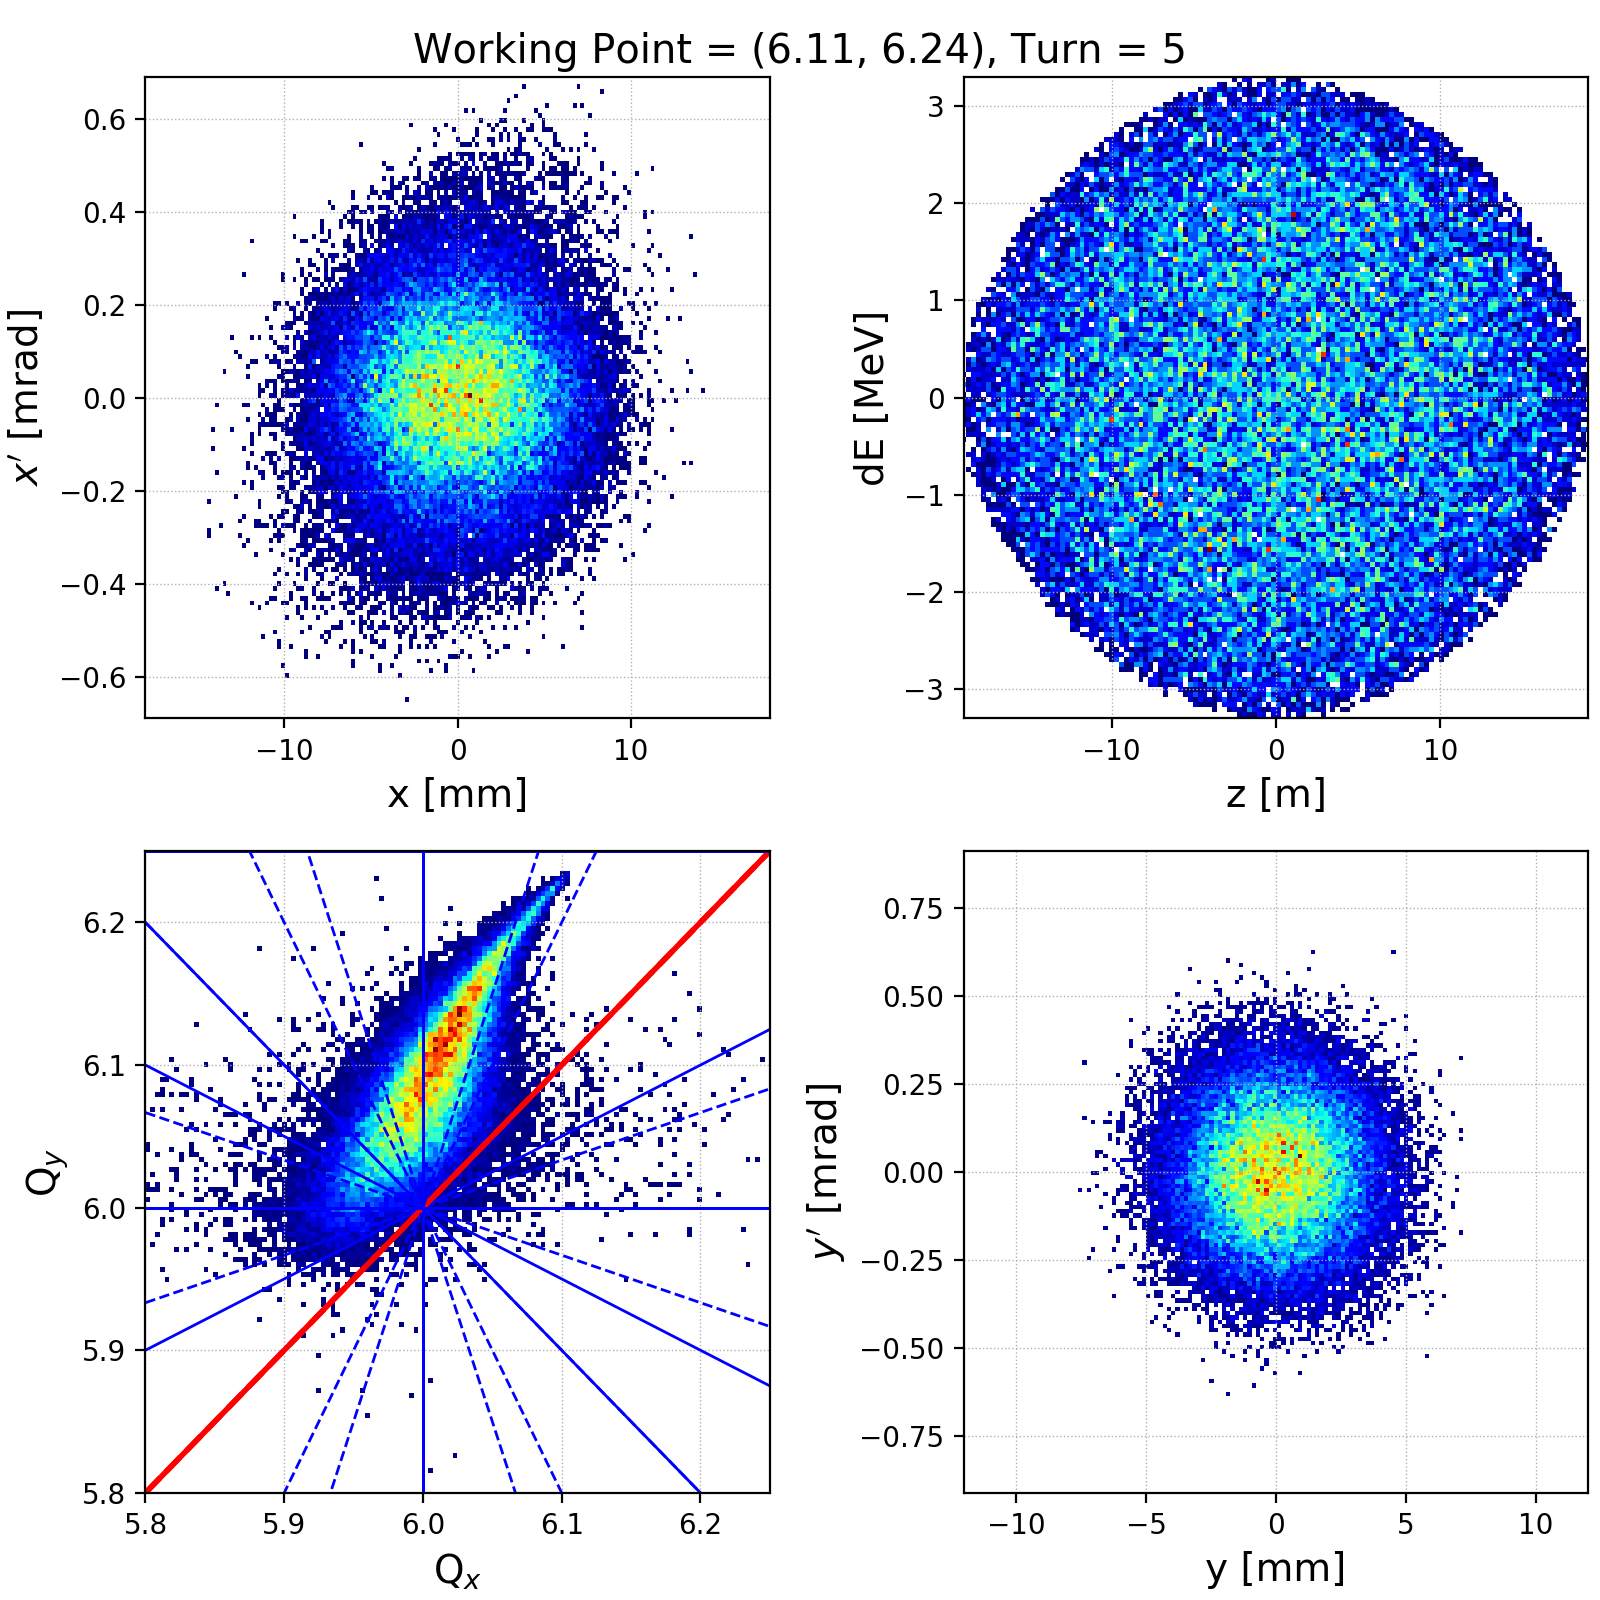 Working Point = (6.11, 6.24), Turn = 5
0.6
0.4
0.2
0.0
−0.2
−0.4
−0.6
x′ [mrad]
−10 0 10
x [mm]
3
2
1
0
−1
−2
−3
dE [MeV]
−10 0 10
z [m]
6.2
6.1
6.0
5.9
5.8
Qy
5.8 5.9 6.0 6.1 6.2
Qx
0.75
0.50
0.25
0.00
−0.25
−0.50
−0.75
y′ [mrad]
−10 −5 0 5 10
y [mm]